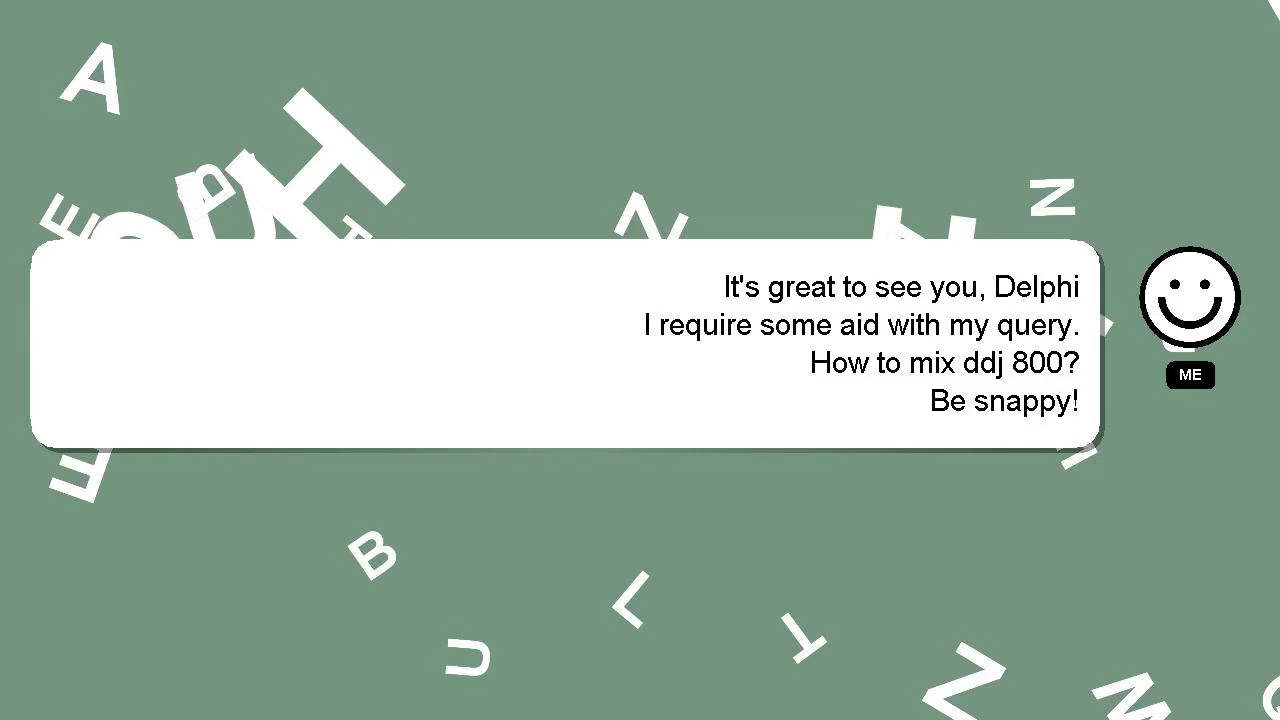 It's great to see you, Delphi
I require some aid with my query.
How to mix ddj 800?
Be snappy!
ME
A
H
D
E
Z
N
E
B
L
U
T
Z
M